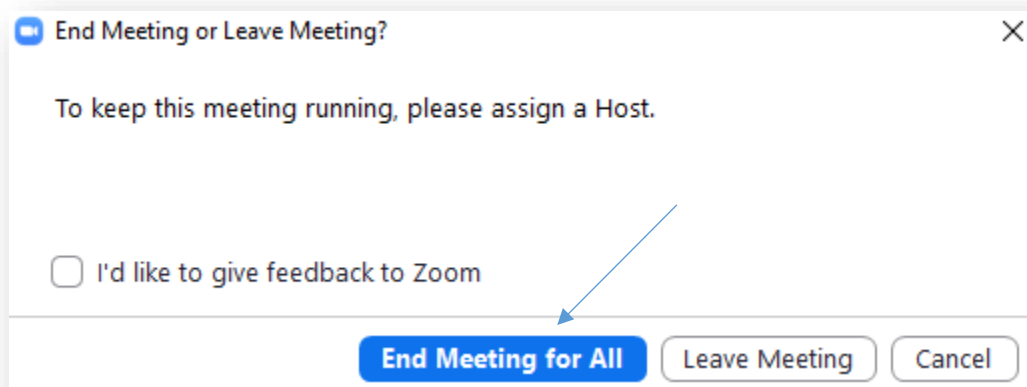 End Meeting or Leave Meeting?
To keep this meeting running, please assign a Host.
I'd like to give feedback to Zoom
End Meeting for All
Leave Meeting
Cancel